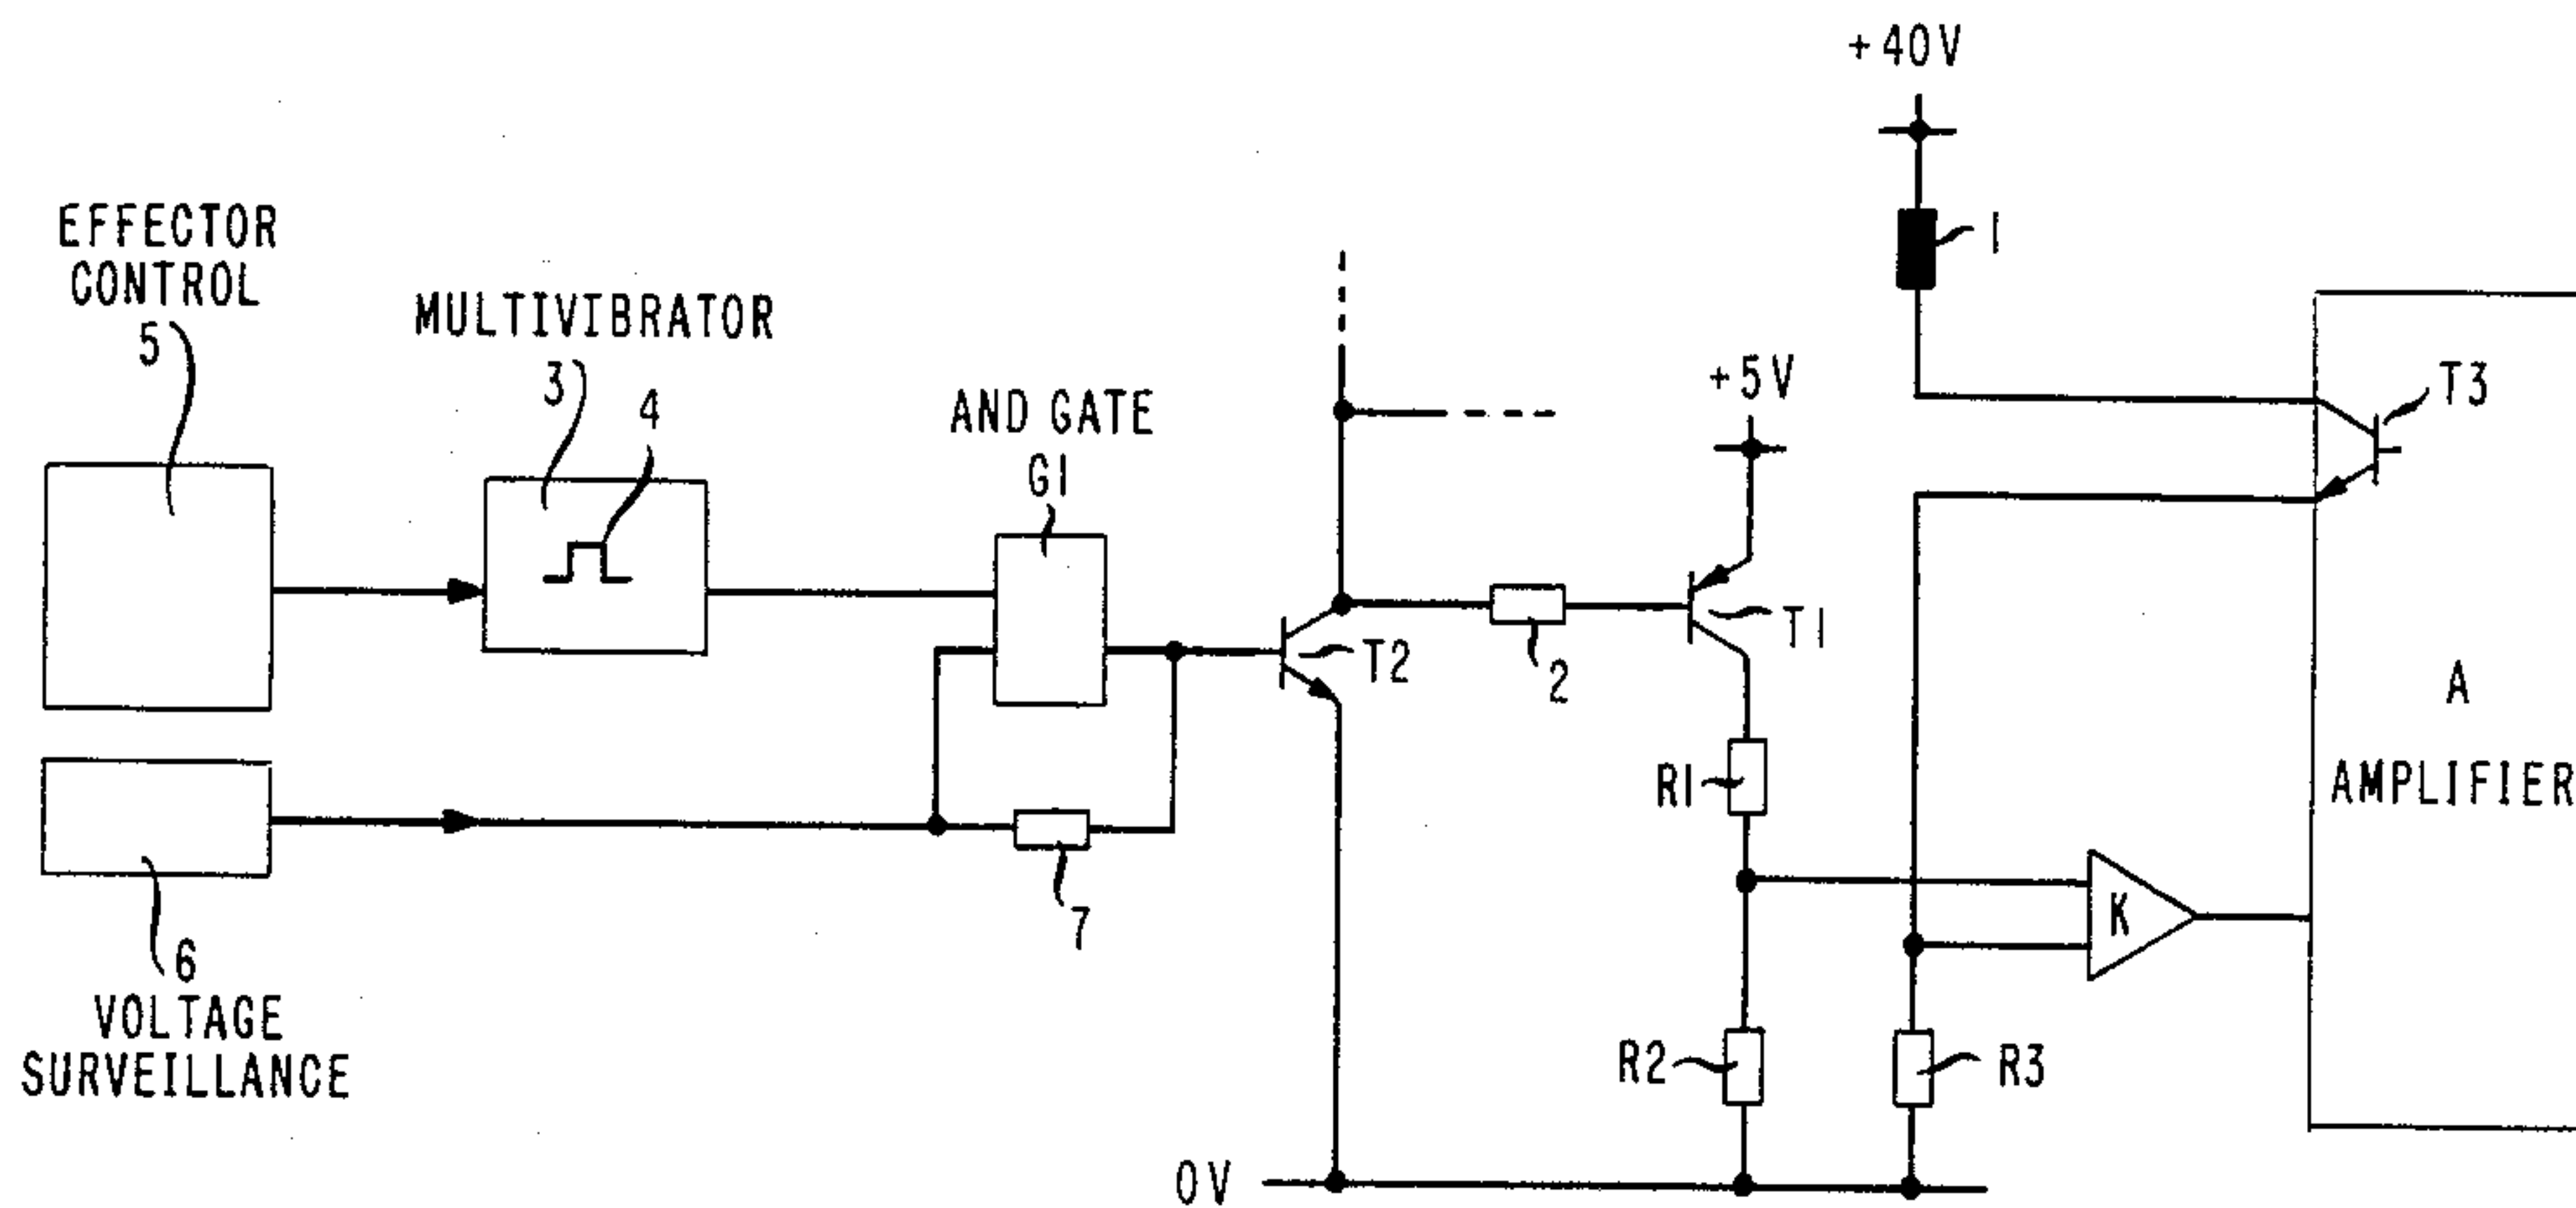 +40V
EFFECTOR
CONTROL
5
MULTIVIBRATOR
3
4
AND GATE
G1
+5V
1
T3
T2
2
T1
A
AMPLIFIER
R1
K
7
6
VOLTAGE
SURVEILLANCE
R2
R3
0V